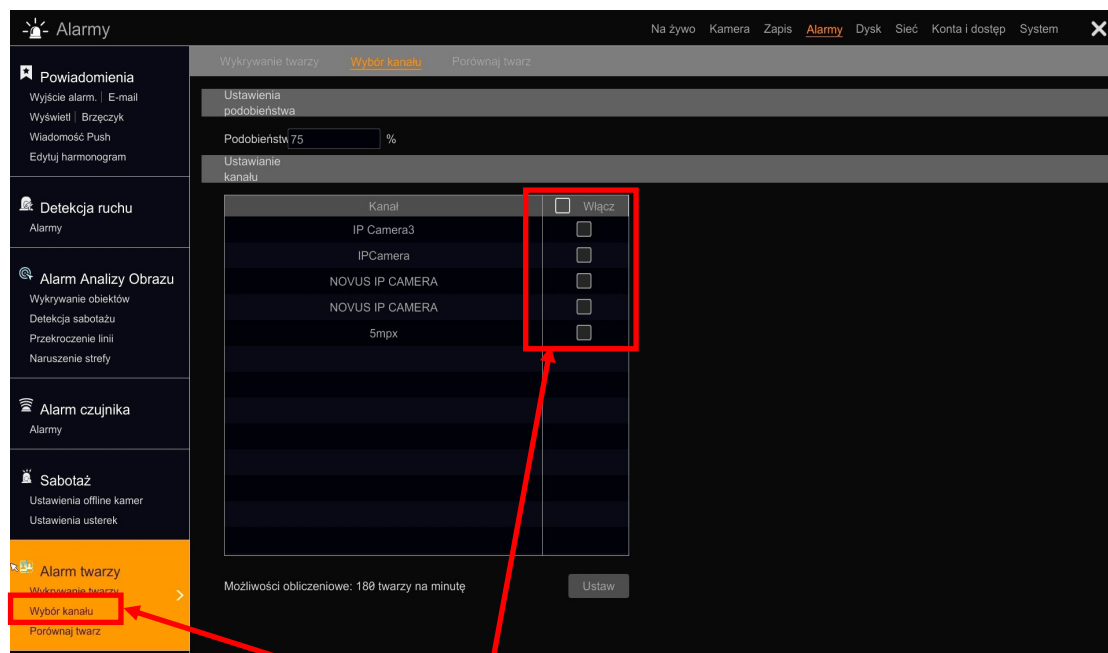 Alarmy
Na żywo Kamera Zapis Alarmy Dysk Sieć Konta i dostęp System
Powiadomienia
Wyjście alarm. | E-mail
Wyświetl | Brzęczyk
Wiadomość Push
Edytuj harmonogram
Detekcja ruchu
Alarmy
Alarm Analizy Obrazu
Wykrywanie obiektów
Detekcja sabotażu
Przekroczenie linii
Naruszenie strefy
Alarm czujnika
Alarmy
Sabotaż
Ustawienia offline kamer
Ustawienia usterek
Alarm twarzy
Wykrywanie twarzy
Wybór kanału
Porównaj twarz
Wykrywanie twarzy Wybór kanału Porównaj twarz
Ustawienia
podobieństwa
Podobieństw 75 %
Ustawianie
kanału
Kanał Włącz
IP Camera3
IPCamera
NOVUS IP CAMERA
NOVUS IP CAMERA
5mpx
Możliwości obliczeniowe: 180 twarzy na minutę Ustaw